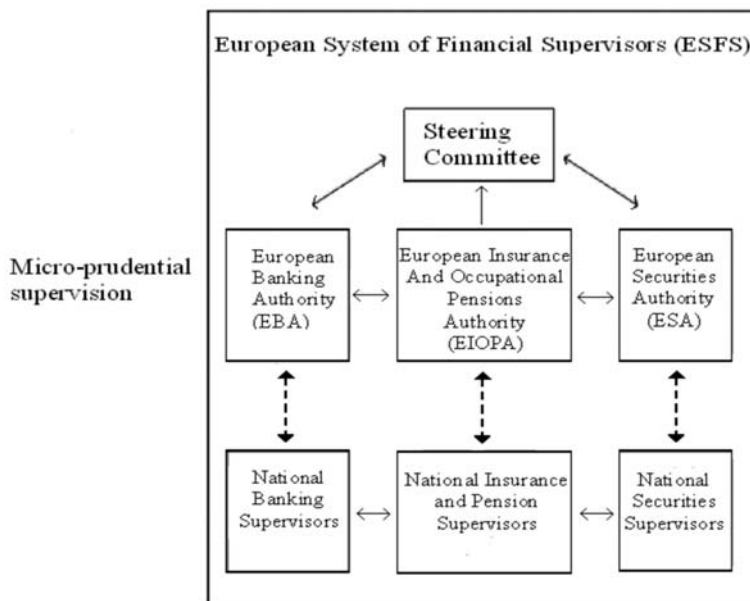 European System of Financial Supervisors (ESFS)
Steering
Committee
Micro-prudential
supervision
European
Banking
Authority
(EBA)
European Insurance
And Occupational
Pensions
Authority
(EIOPA)
European
Securities
Authority
(ESA)
National
Banking
Supervisors
National Insurance
and Pension
Supervisors
National
Securities
Supervisors